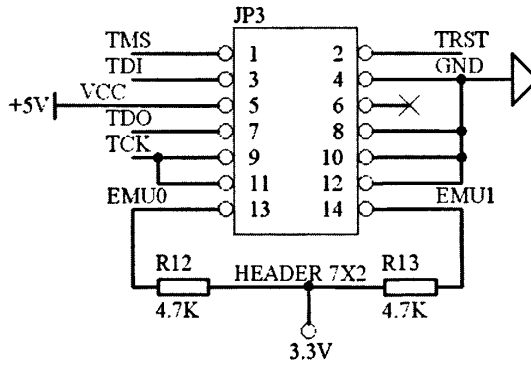 JP3
TMS 1 2 TRST
TDI 3 4 GND
+5V VCC 5 6
TDO 7 8
TCK 9 10
11 12
EMU0 13 14 EMU1
R12 HEADER 7X2 R13
4.7K 4.7K
3.3V